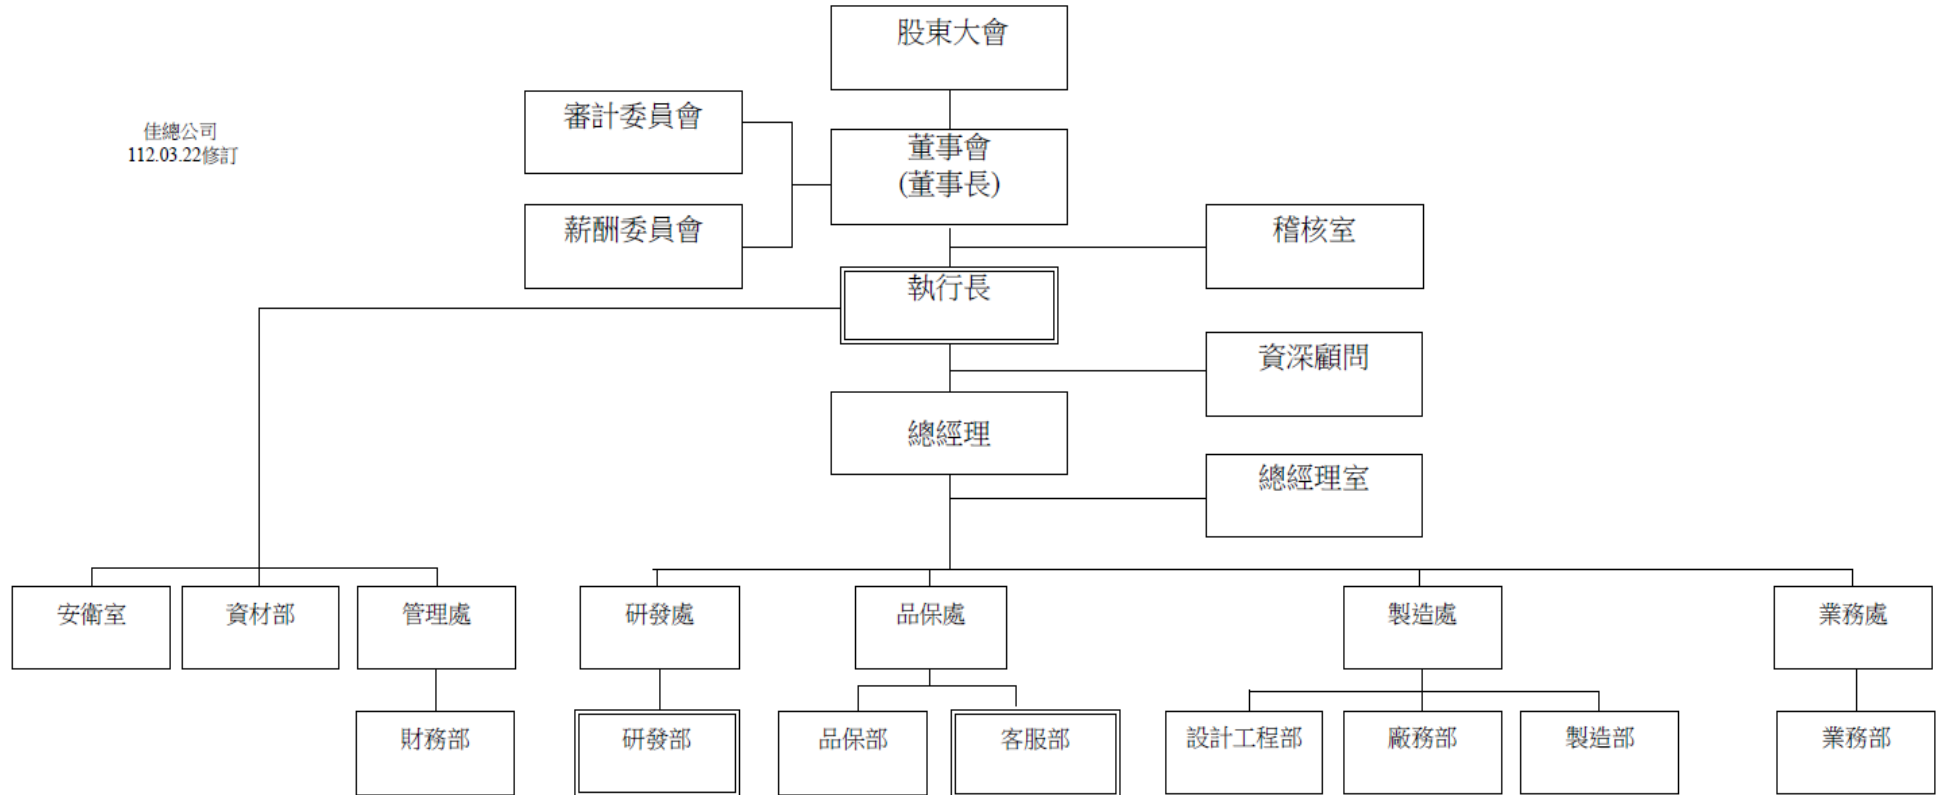 股東大會
審計委員會
佳總公司
112.03.22修訂
董事會
(董事長)
薪酬委員會
稽核室
執行長
資深顧問
總經理
總經理室
安衛室
資材部
管理處
研發處
品保處
製造處
業務處
財務部
研發部
品保部
客服部
設計工程部
廠務部
製造部
業務部